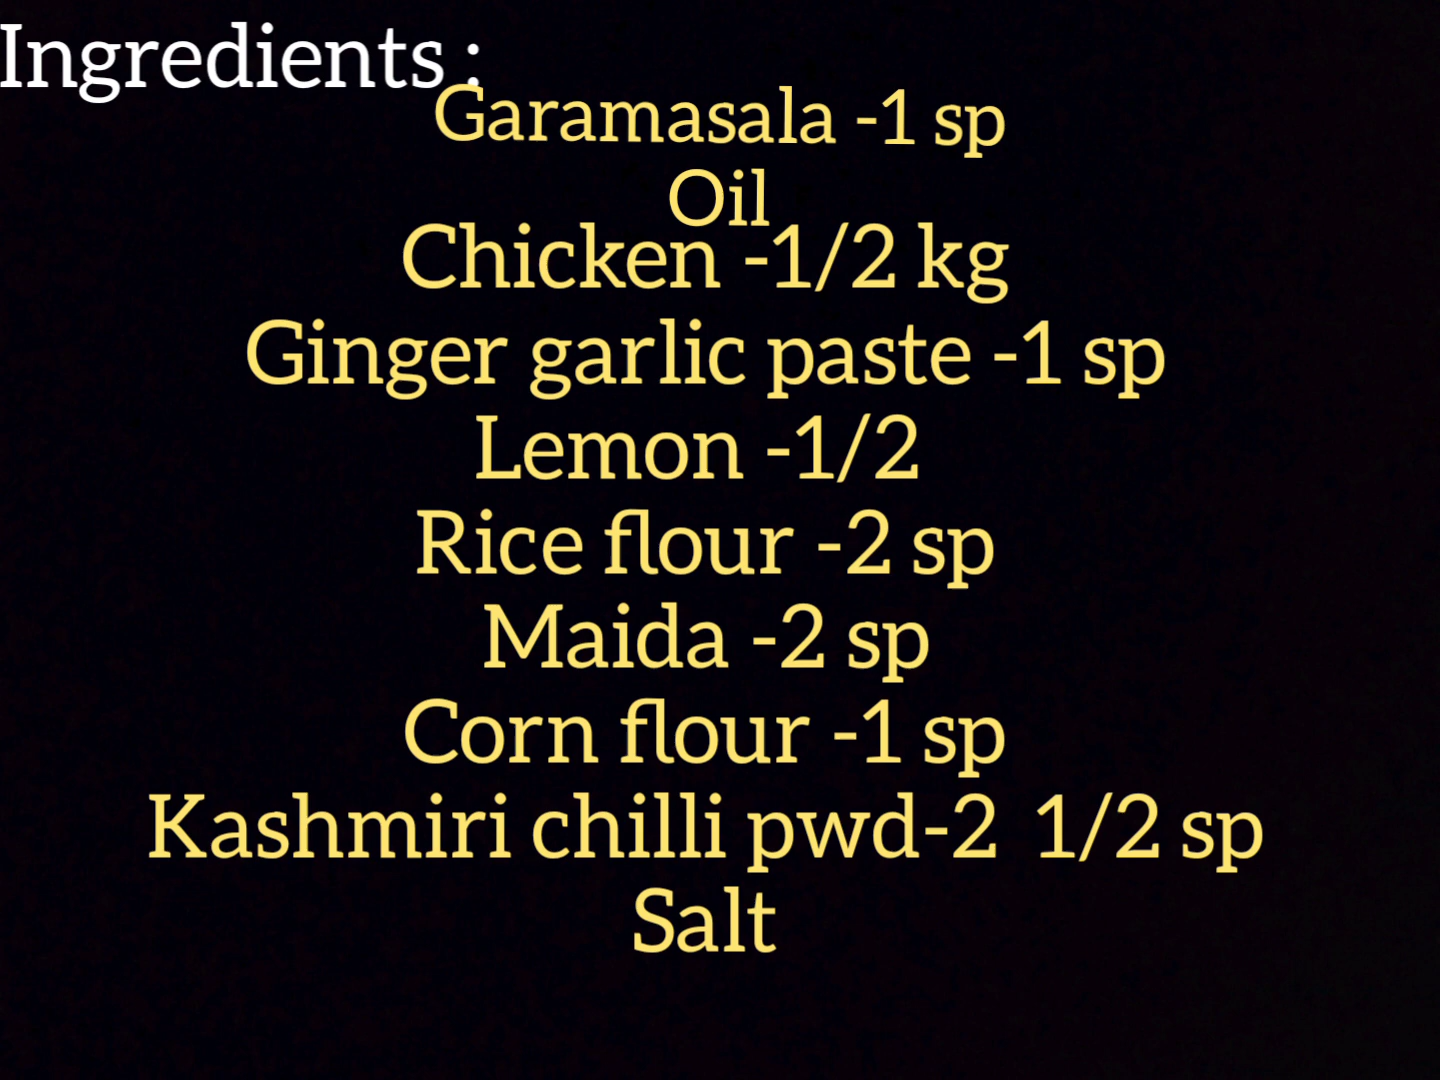 Ingredients :
Garamasala -1 sp
Oil
Chicken -1/2 kg
Ginger garlic paste -1 sp
Lemon -1/2
Rice flour -2 sp
Maida -2 sp
Corn flour -1 sp
Kashmiri chilli pwd-2 1/2 sp
Salt